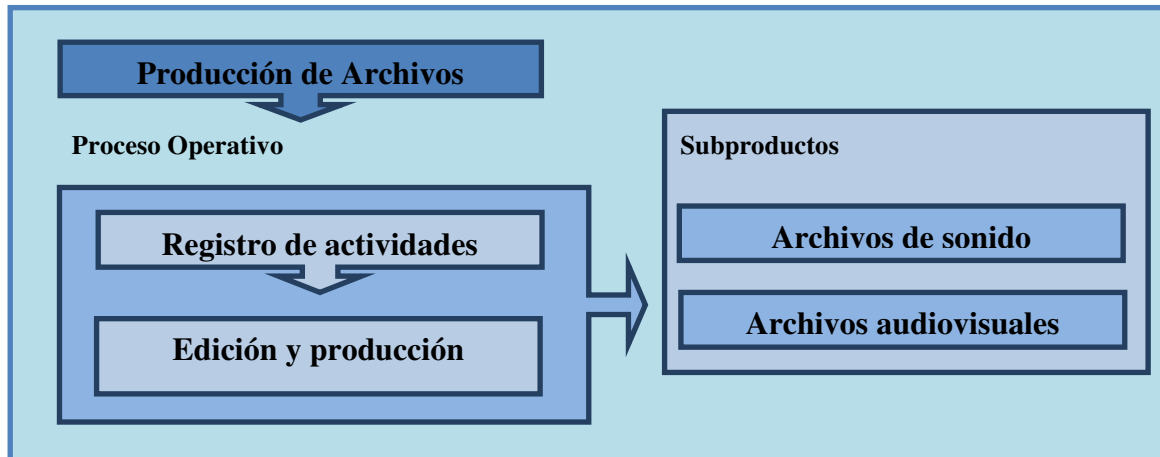 Producción de Archivos
Proceso Operativo
Registro de actividades
Edición y producción
Subproductos
Archivos de sonido
Archivos audiovisuales